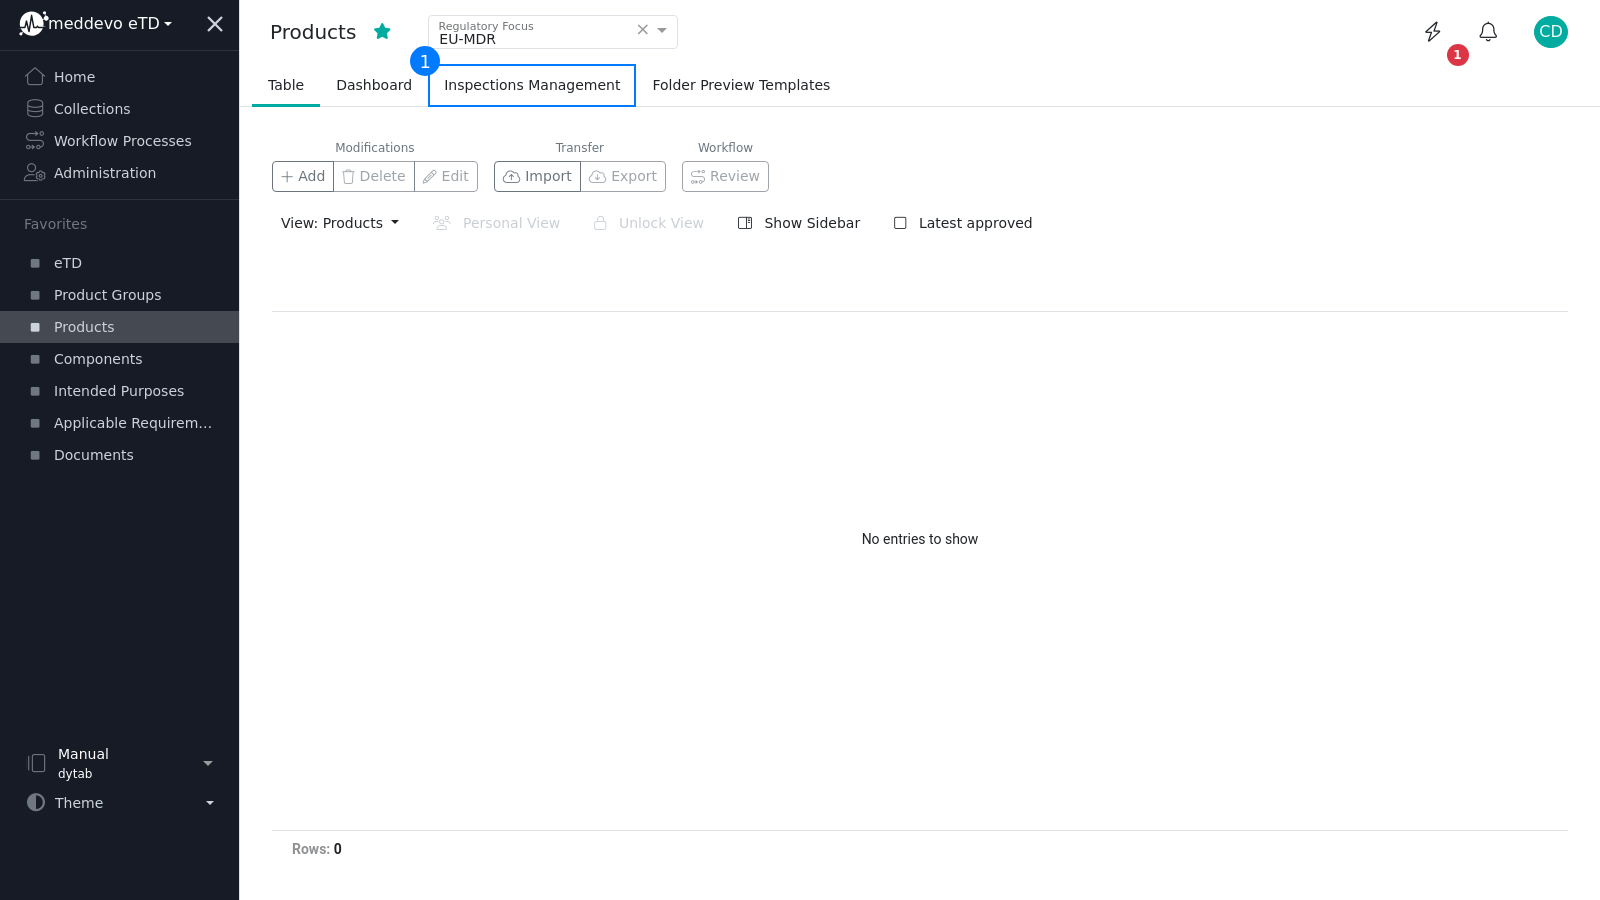 meddevo eTD
Home
Collections
Workflow Processes
Administration
Favorites
eTD
Product Groups
Products
Components
Intended Purposes
Applicable Requirem...
Documents
Manual
dytab
Theme
Products
Regulatory Focus
EU-MDR
1
CD
1
Table Dashboard Inspections Management Folder Preview Templates
Modifications Transfer Workflow
Add Delete Edit Import Export Review
View: Products Personal View Unlock View Show Sidebar Latest approved
No entries to show
Rows: 0